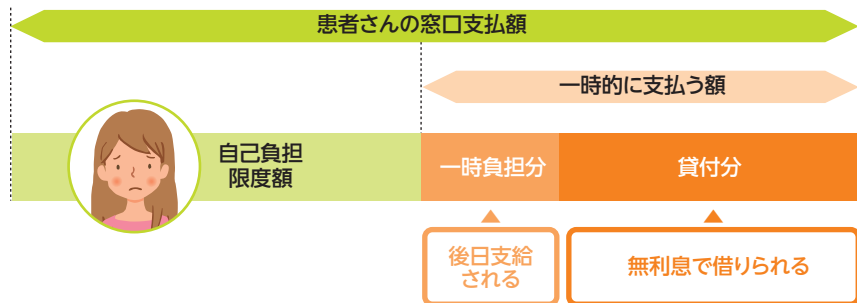 患者さんの窓口支払額
一時的に支払う額
自己負担
限度額
一時負担分
貸付分
後日支給
される
無利息で借りられる